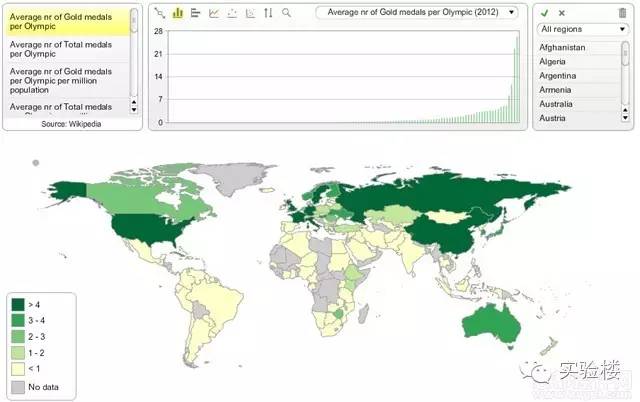 Average nr of Gold medals
per Olympic
Average nr of Total medals
per Olympic
Average nr of Gold medals
per Olympic per million
population
Average nr of Total medals
Source: Wikipedia
Average nr of Gold medals per Olympic (2012)
28
21
14
7
0
All regions
Afghanistan
Algeria
Argentina
Armenia
Australia
Austria
> 4
3 - 4
2 - 3
1 - 2
< 1
No data
实验楼